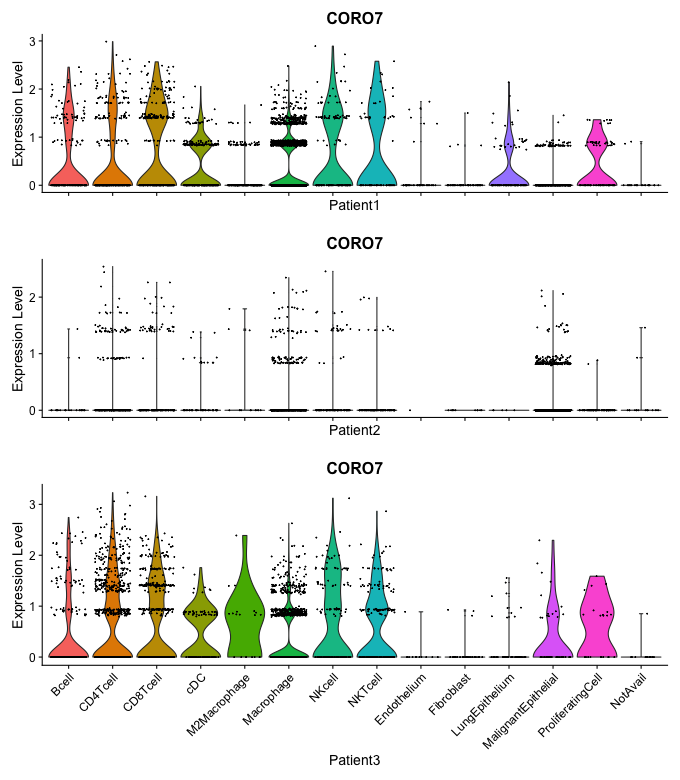 CORO7
Expression Level
3
2
1
0
Patient1
CORO7
Expression Level
2
1
0
Patient2
CORO7
Expression Level
3
2
1
0
Bcell
CD4Tcell
CD8Tcell
cDC
M2Macrophage
Macrophage
NKcell
NKTcell
Endothelium
Fibroblast
LungEpithelium
MalignantEpithelial
ProliferatingCell
NotAvail
Patient3